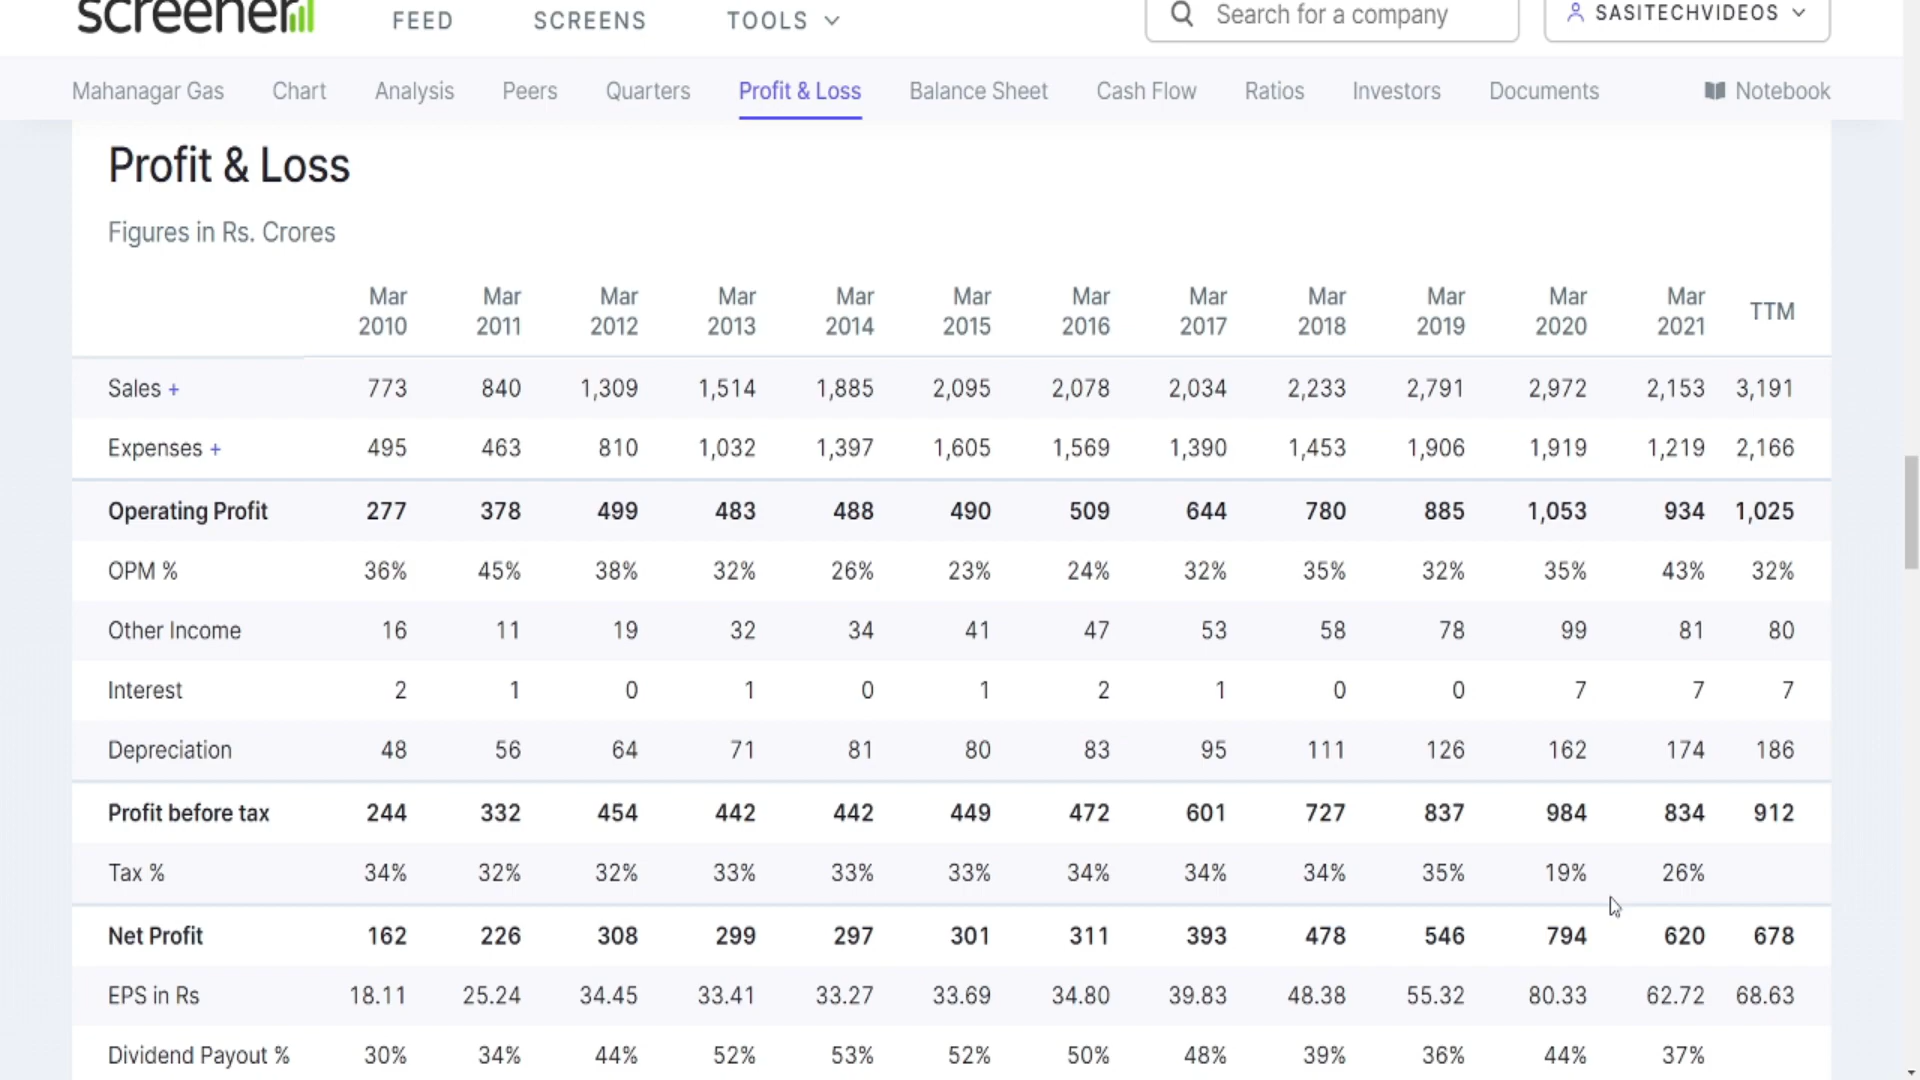 screener
FEED SCREENS TOOLS Search for a company SASITECHVIDEOS
Mahanagar Gas Chart Analysis Peers Quarters Profit & Loss Balance Sheet Cash Flow Ratios Investors Documents Notebook
Profit & Loss
Figures in Rs. Crores
Mar 2010 Mar 2011 Mar 2012 Mar 2013 Mar 2014 Mar 2015 Mar 2016 Mar 2017 Mar 2018 Mar 2019 Mar 2020 Mar 2021 TTM
Sales + 773 840 1,309 1,514 1,885 2,095 2,078 2,034 2,233 2,791 2,972 2,153 3,191
Expenses + 495 463 810 1,032 1,397 1,605 1,569 1,390 1,453 1,906 1,919 1,219 2,166
Operating Profit 277 378 499 483 488 490 509 644 780 885 1,053 934 1,025
OPM % 36% 45% 38% 32% 26% 23% 24% 32% 35% 32% 35% 43% 32%
Other Income 16 11 19 32 34 41 47 53 58 78 99 81 80
Interest 2 1 0 1 0 1 2 1 0 0 7 7 7
Depreciation 48 56 64 71 81 80 83 95 111 126 162 174 186
Profit before tax 244 332 454 442 442 449 472 601 727 837 984 834 912
Tax % 34% 32% 32% 33% 33% 33% 34% 34% 34% 35% 19% 26%
Net Profit 162 226 308 299 297 301 311 393 478 546 794 620 678
EPS in Rs 18.11 25.24 34.45 33.41 33.27 33.69 34.80 39.83 48.38 55.32 80.33 62.72 68.63
Dividend Payout % 30% 34% 44% 52% 53% 52% 50% 48% 39% 36% 44% 37%